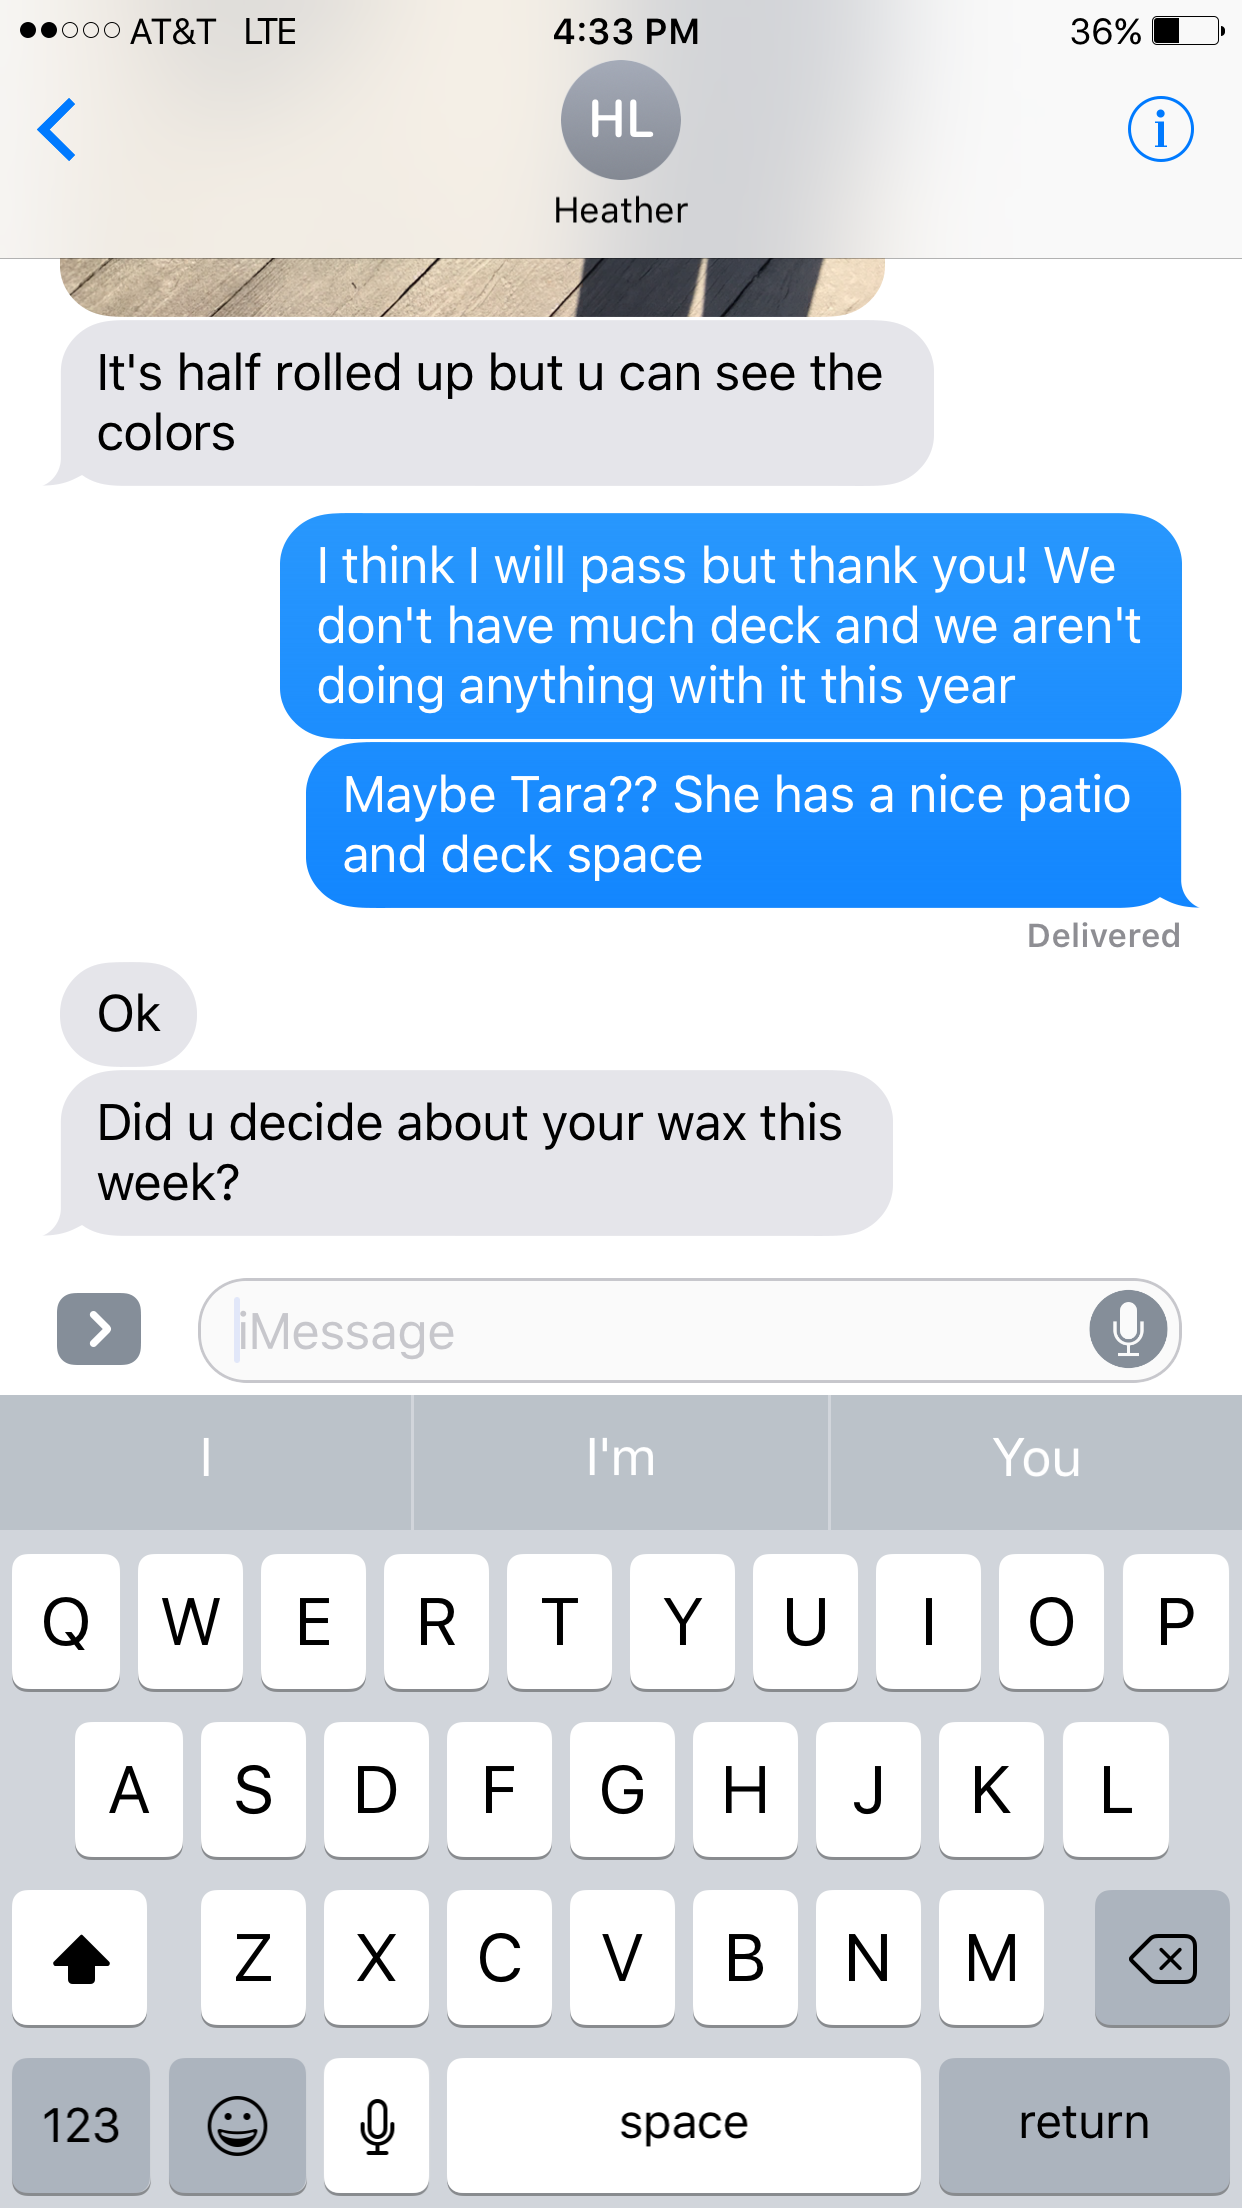 AT&T LTE 4:33 PM 36%
HL
Heather
It's half rolled up but u can see the
colors
I think I will pass but thank you! We
don't have much deck and we aren't
doing anything with it this year
Maybe Tara?? She has a nice patio
and deck space
Delivered
Ok
Did u decide about your wax this
week?
iMessage
I I'm You
Q W E R T Y U I O P
A S D F G H J K L
Z X C V B N M
123 space return